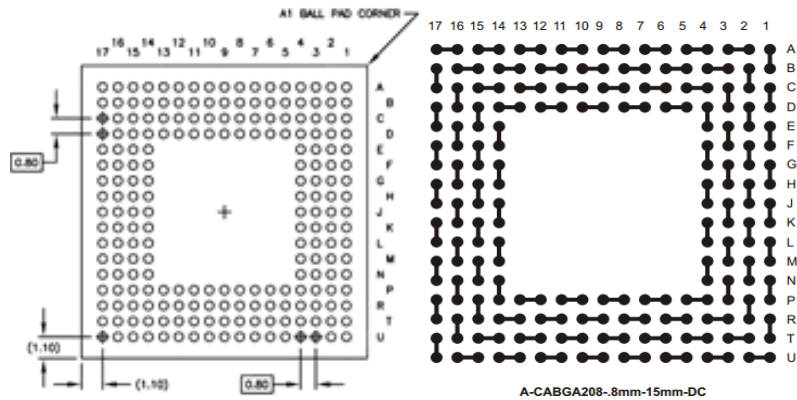 A1 BALL PAD CORNER
16 14 12 10 8 6 4 2
17 15 13 11 9 7 5 3 1
A
B
C
D
E
F
G
H
J
K
L
M
N
P
R
T
U
0.80
(1.10)
(1.10)
0.80
17 16 15 14 13 12 11 10 9 8 7 6 5 4 3 2 1
A
B
C
D
E
F
G
H
J
K
L
M
N
P
R
T
U
A-CABGA208-.8mm-15mm-DC